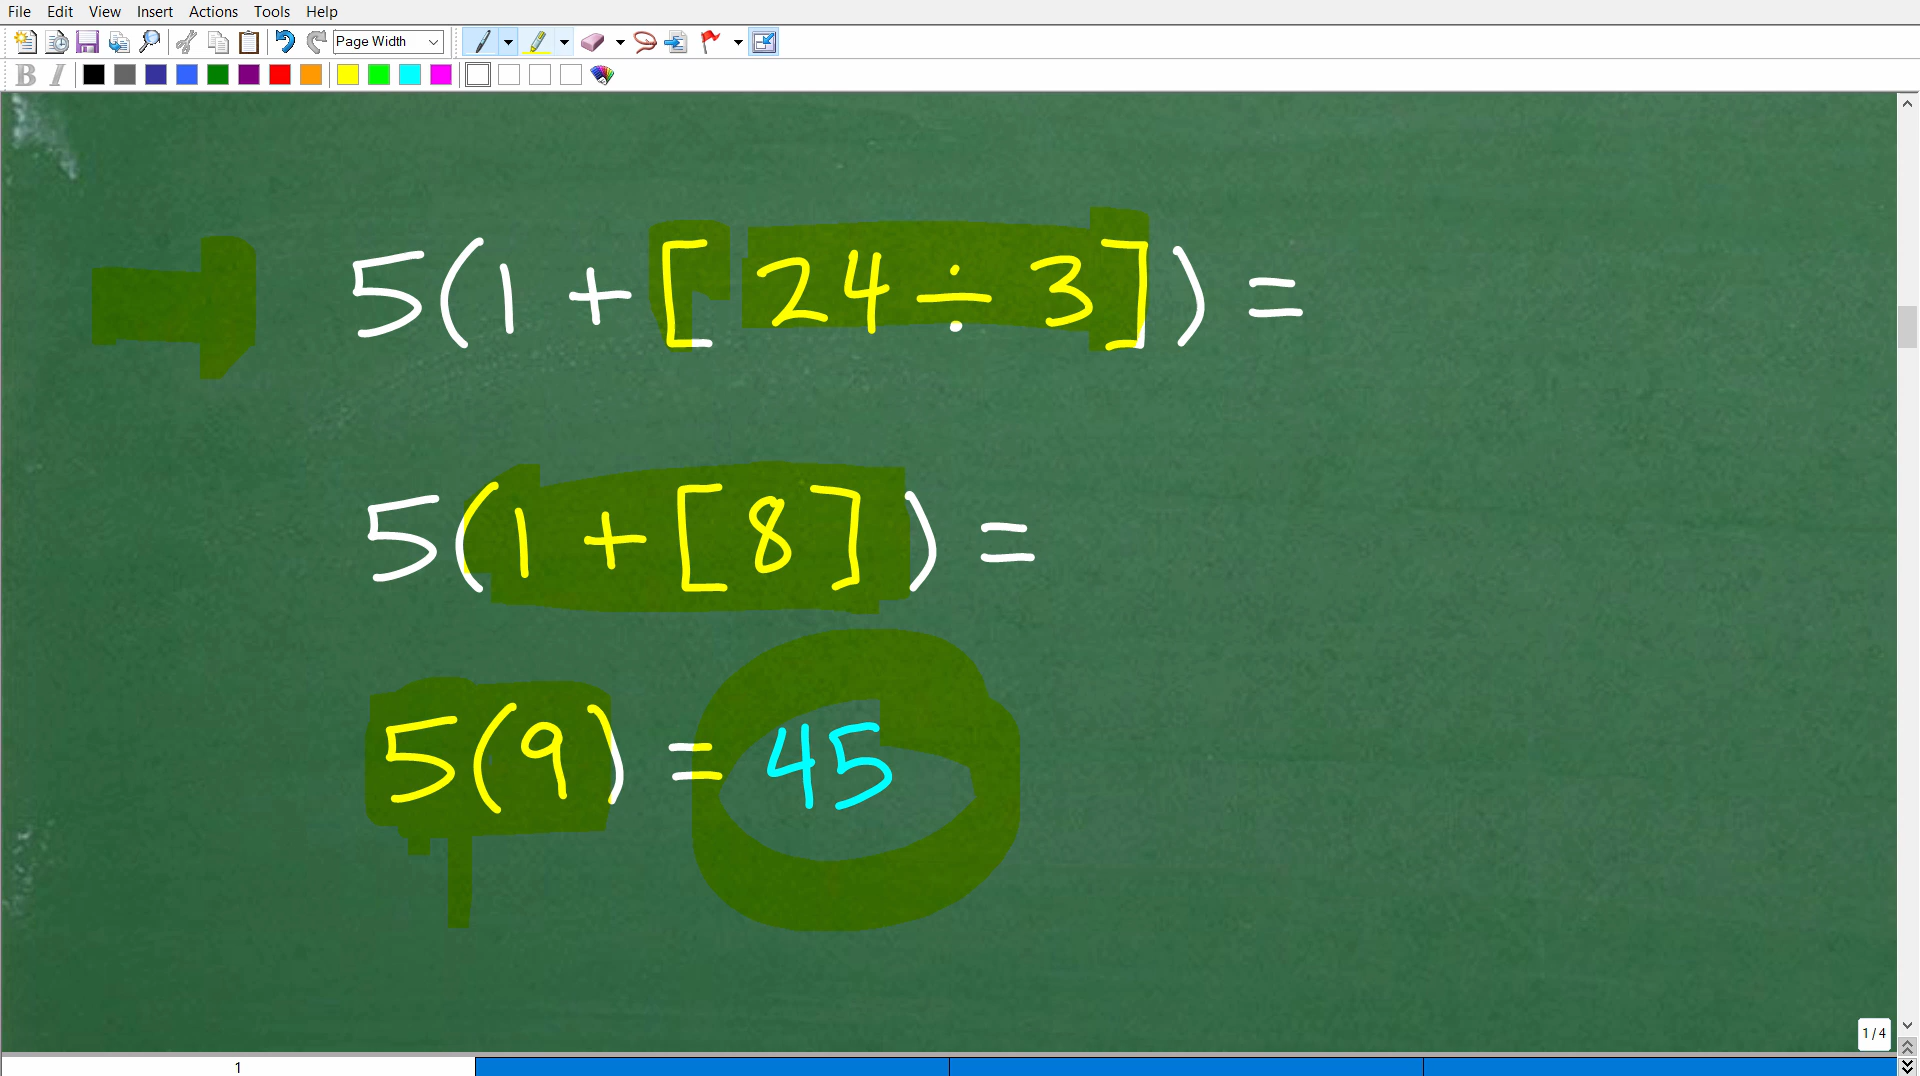 File Edit View Insert Actions Tools Help
Page Width
B I
5(1 + [24 ÷ 3]) =
5(1 + [8]) =
5(9) = 45
1 / 4
1